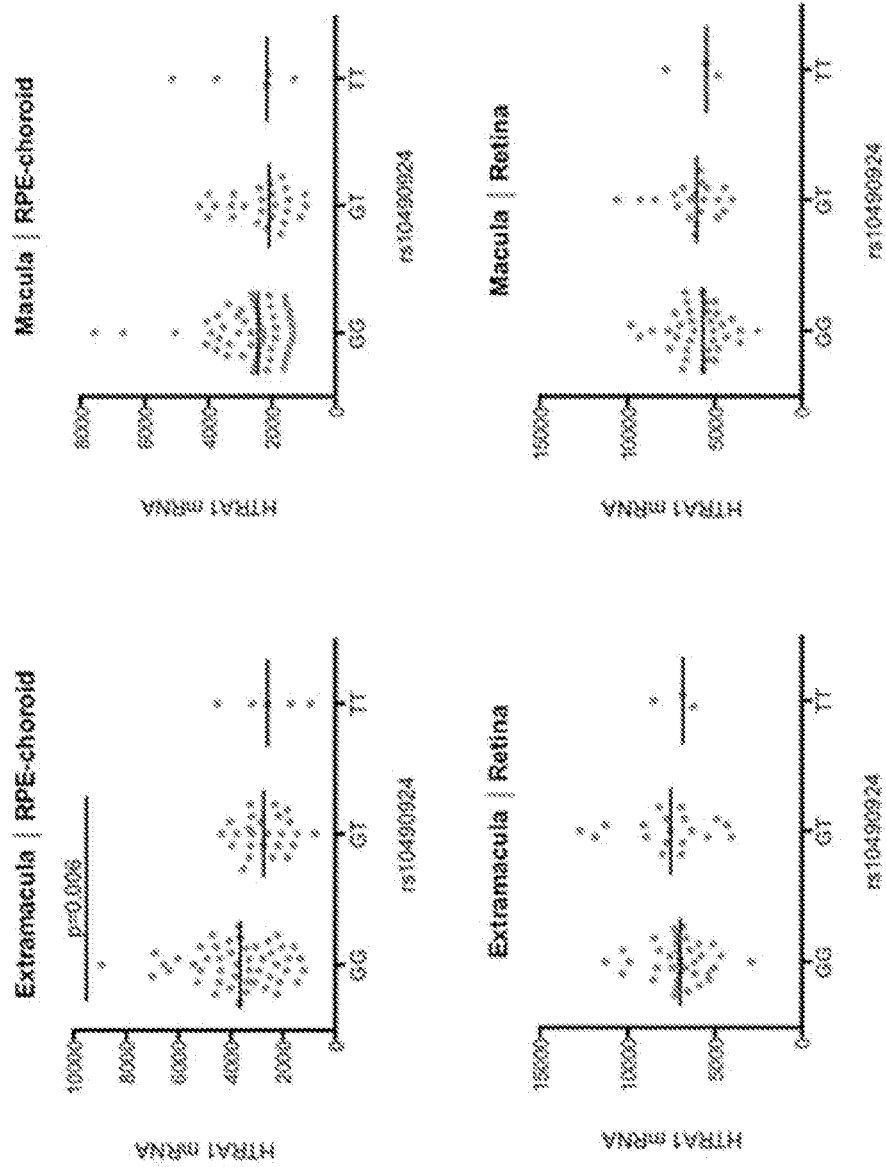 Extramacula | RPE-choroid
p=0.008
HTRA1 mRNA
10000
8000
6000
4000
2000
0
GG GT TT
rs10490924
Macula | RPE-choroid
HTRA1 mRNA
8000
6000
4000
2000
0
GG GT TT
rs10490924
Extramacula | Retina
HTRA1 mRNA
15000
10000
5000
0
GG GT TT
rs10490924
Macula | Retina
HTRA1 mRNA
15000
10000
5000
0
GG GT TT
rs10490924